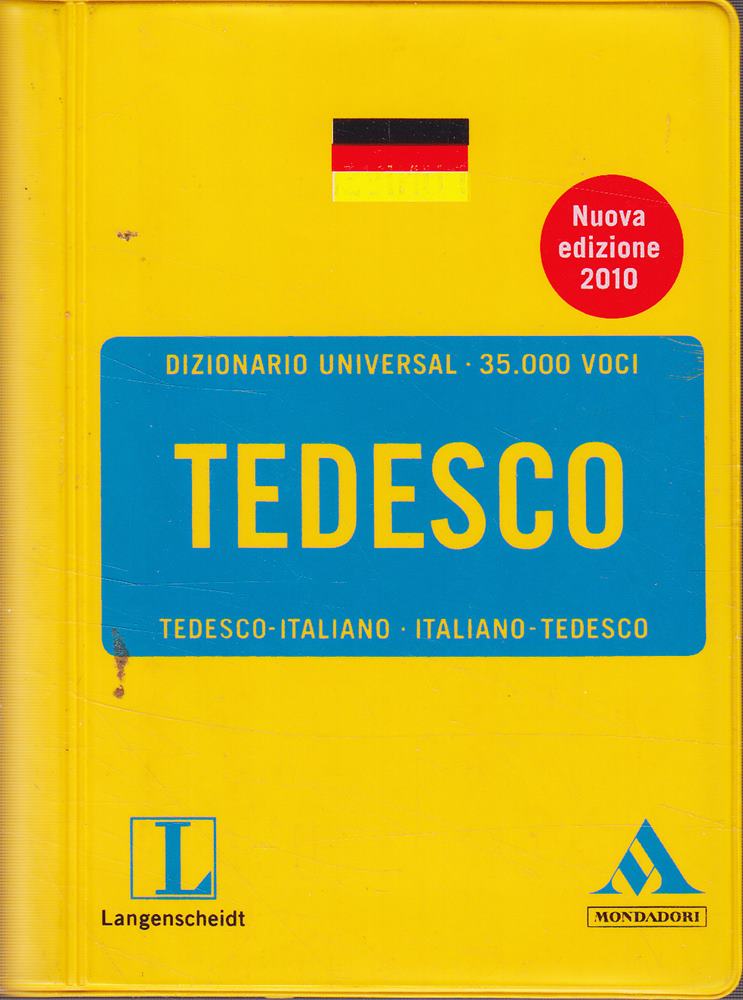 Nuova
edizione
2010
DIZIONARIO UNIVERSAL · 35.000 VOCI
TEDESCO
TEDESCO-ITALIANO · ITALIANO-TEDESCO
L
Langenscheidt
MONDADORI